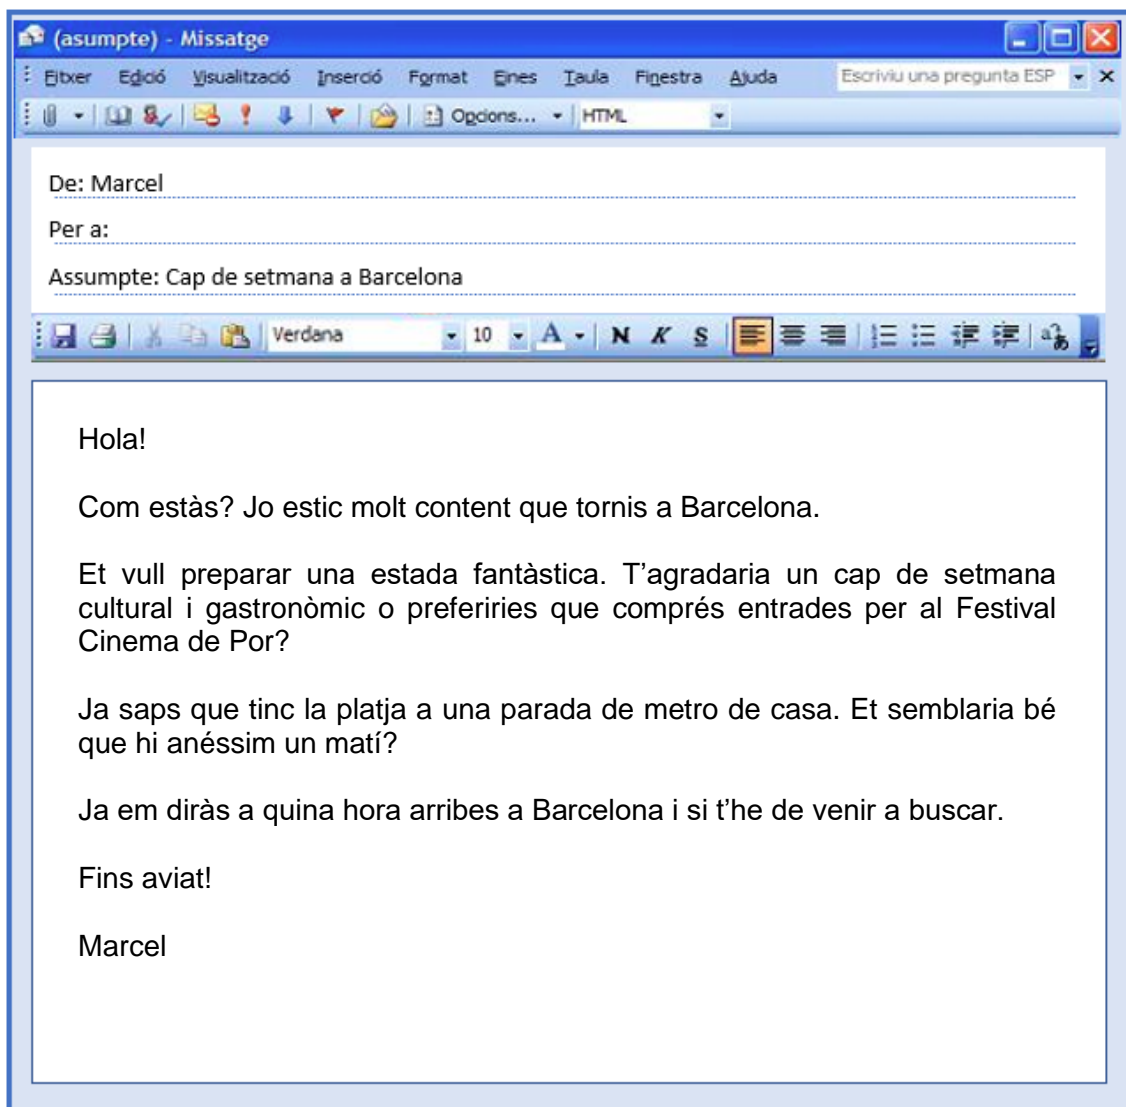 (asumpte) - Missatge
Eitxer Edició Visualització Inserció Format Eines Taula Finestra Ajuda Escriviu una pregunta ESP
Opcions... HTML
De: Marcel
Per a:
Assumpte: Cap de setmana a Barcelona
Verdana 10 A N K S
Hola!
Com estàs? Jo estic molt content que tornis a Barcelona.
Et vull preparar una estada fantàstica. T’agradaria un cap de setmana
cultural i gastronòmic o preferiries que comprés entrades per al Festival
Cinema de Por?
Ja saps que tinc la platja a una parada de metro de casa. Et semblaria bé
que hi anéssim un matí?
Ja em diràs a quina hora arribes a Barcelona i si t’he de venir a buscar.
Fins aviat!
Marcel